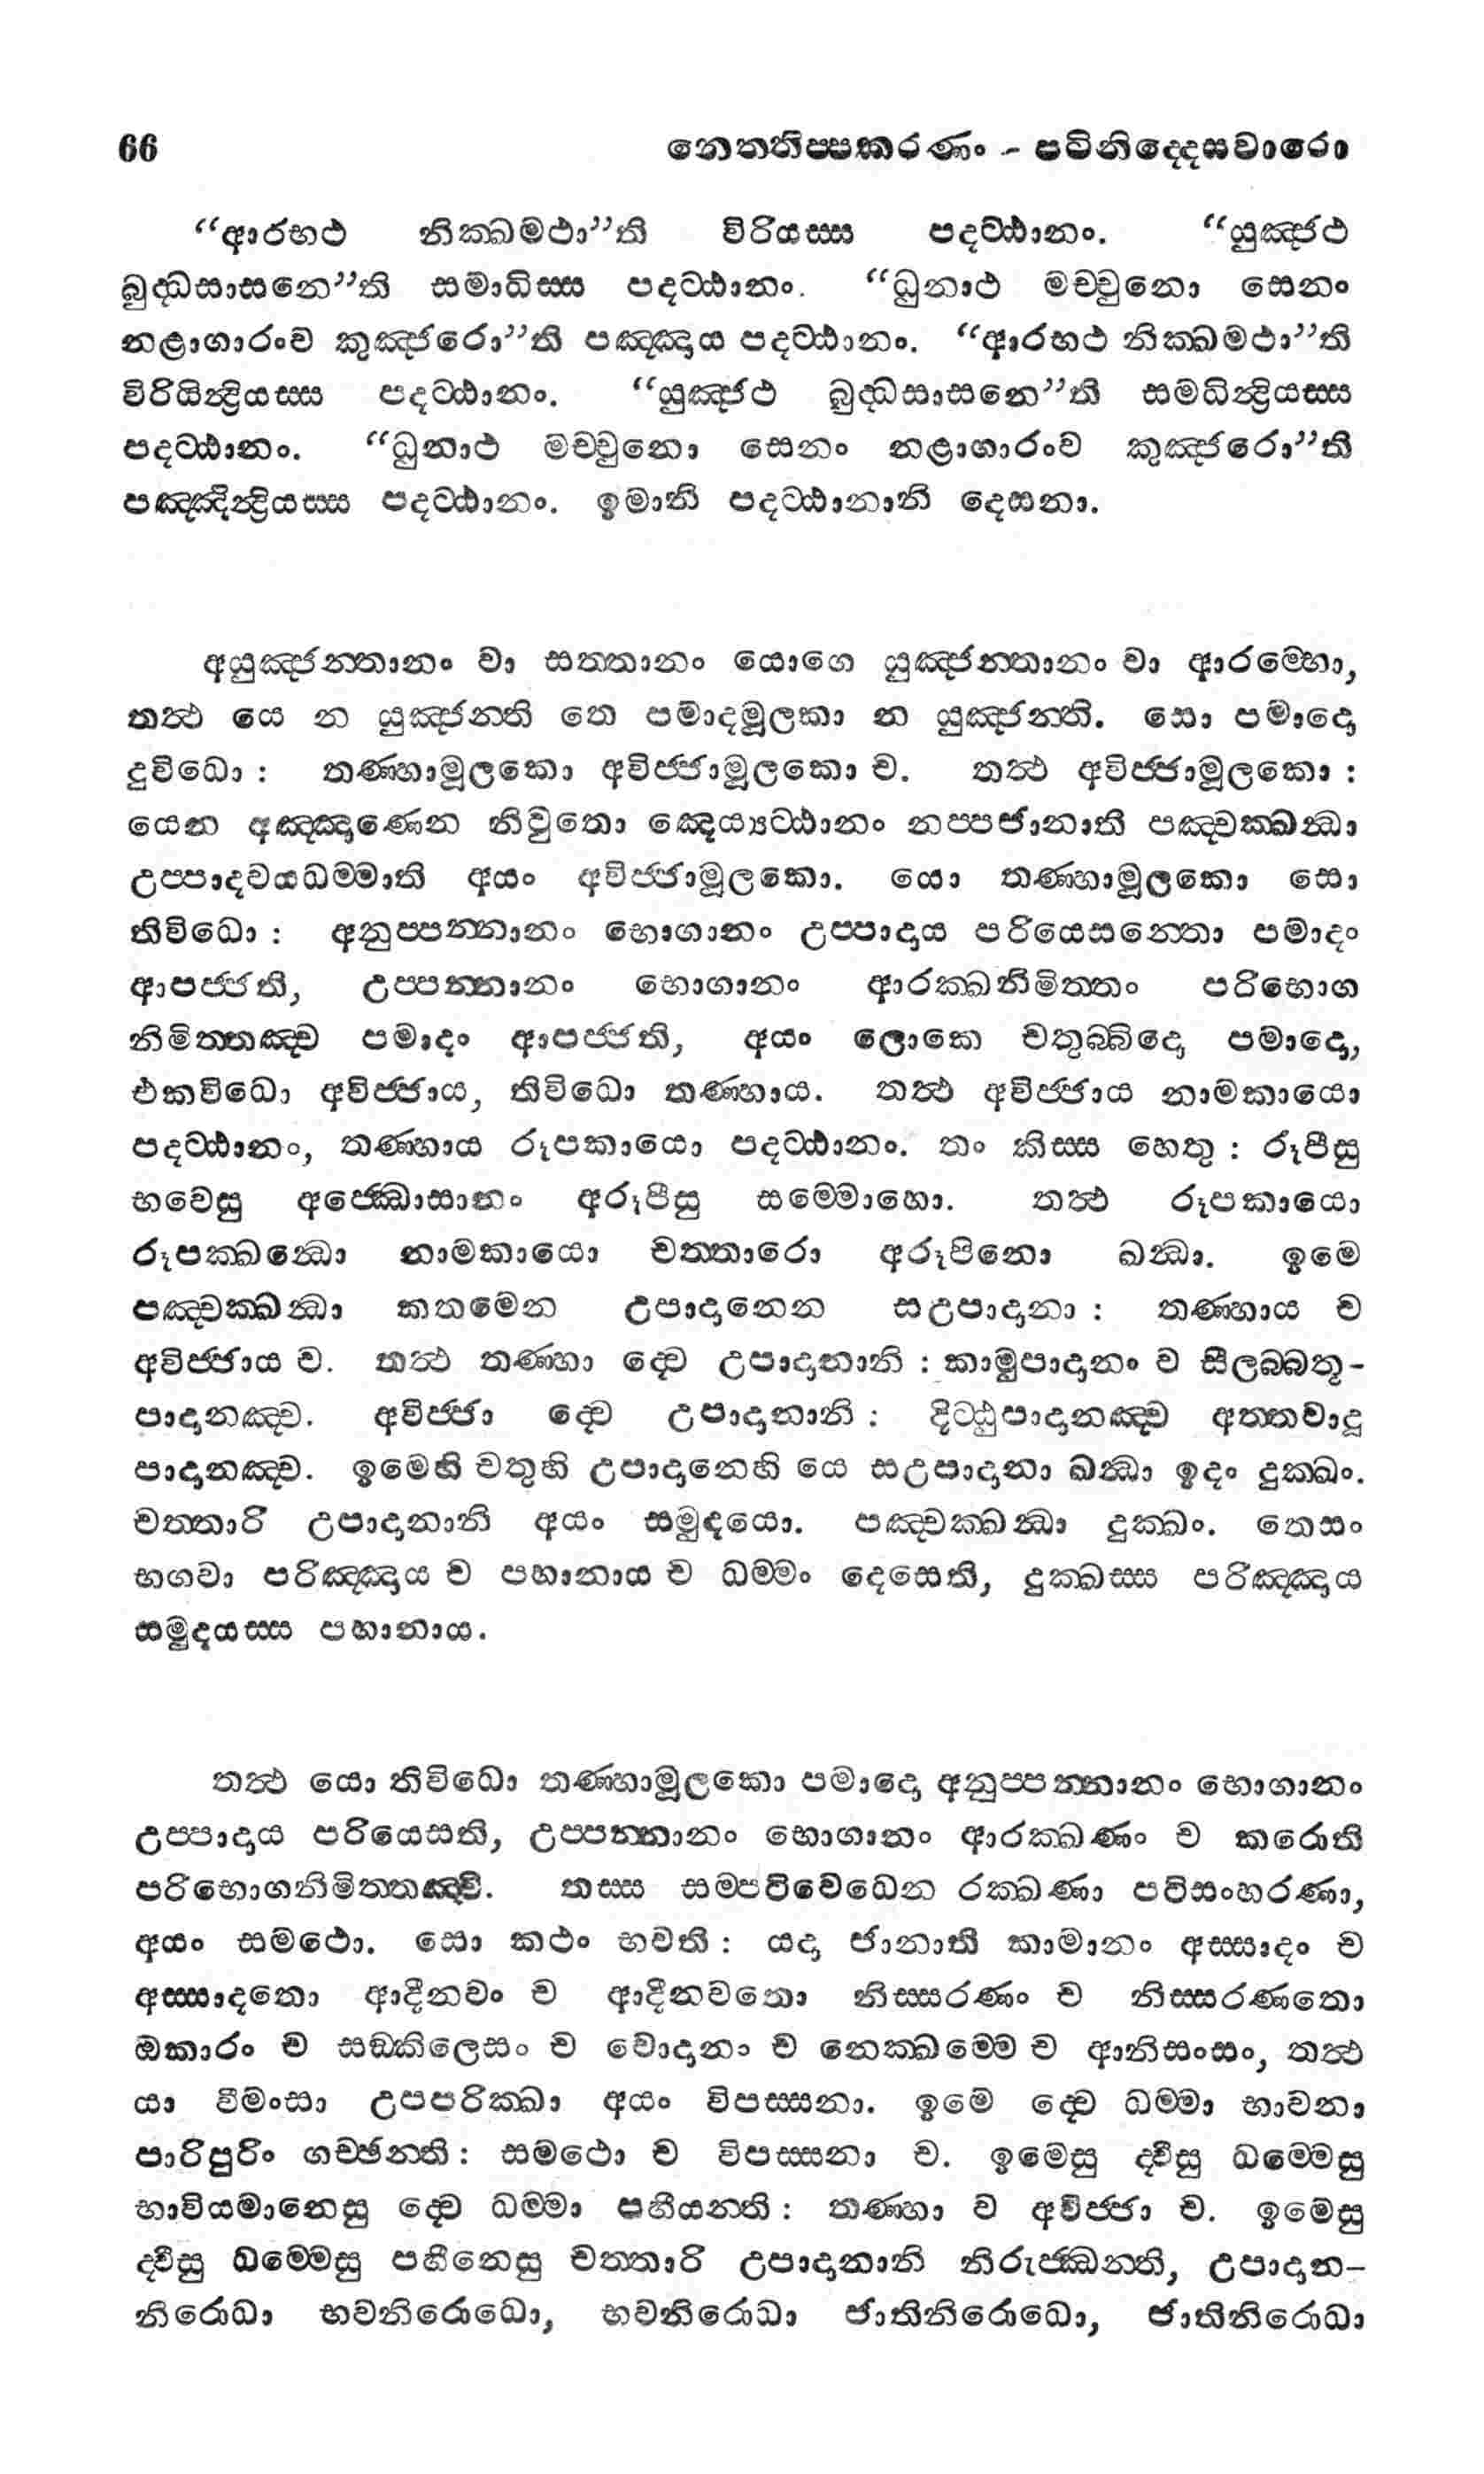 66 නෙත්තිප්පකරණං - පටිනිද්දෙසවාරො
“ආරභථ නික්ඛමථා”ති විරියස්ස පදට්ඨානං. “යුඤ්ජථ
බුද්ධසාසනෙ”ති සමාධිස්ස පදට්ඨානං. “ධුනාථ මච්චුනො සෙනං
නළාගාරංව කුඤ්ජරො”ති පඤ්ඤාය පදට්ඨානං. “ආරභථ නික්ඛමථා”ති
විරියින්ද්‍රියස්ස පදට්ඨානං. “යුඤ්ජථ බුද්ධසාසනෙ”ති සමධින්ද්‍රියස්ස
පදට්ඨානං. “ධුනාථ මච්චුනො සෙනං නළාගාරංව කුඤ්ජරො”ති
පඤ්ඤින්ද්‍රියස්ස පදට්ඨානං. ඉමානි පදට්ඨානානි දෙසනා.
අයුඤ්ජන්තානං වා සත්තානං යොගෙ යුඤ්ජන්තානං වා ආරම්භො,
තත්‍ථ යෙ න යුඤ්ජන්ති තෙ පමාදමූලකා න යුඤ්ජන්ති. සො පමාදො
දුවිධො : තණ්හාමූලකො අවිජ්ජාමූලකො ච. තත්‍ථ අවිජ්ජාමූලකො :
යෙන අඤ්ඤාණෙන නිවුතො ඤෙය්‍යට්ඨානං නප්පජානාති පඤ්චක්ඛන්ධා
උප්පාදවයධම්මාති අයං අවිජ්ජාමූලකො. යො තණ්හාමූලකො සො
තිවිධො : අනුප්පන්නානං භොගානං උප්පාදාය පරියෙසන්තො පමාදං
ආපජ්ජති, උප්පන්නානං භොගානං ආරක්ඛනිමිත්තං පරිභොග
නිමිත්තඤ්ච පමාදං ආපජ්ජති, අයං ලොකෙ චතුබ්බිදො පමාදො,
එකවිධො අවිජ්ජාය, තිවිධො තණ්හාය. තත්‍ථ අවිජ්ජාය නාමකායො
පදට්ඨානං, තණ්හාය රූපකායො පදට්ඨානං. තං කිස්ස හෙතු : රූපීසු
භවෙසු අජ්ඣොසානං අරූපීසු සම්මොහො. තත්‍ථ රූපකායො
රූපක්ඛන්ධො නාමකායො චත්තාරො අරූපිනො ඛන්ධා. ඉමෙ
පඤ්චක්ඛන්ධා කතමෙන උපාදානෙන සඋපාදානා : තණ්හාය ච
අවිජ්ජාය ච. තත්‍ථ තණ්හා ද්වෙ උපාදානානි : කාමුපාදානං ච සීලබ්බතූ-
පාදානඤ්ච. අවිජ්ජා ද්වෙ උපාදානානි : දිට්ඨුපාදානඤ්ච අත්තවාදූ
පාදානඤ්ච. ඉමෙහි චතුහි උපාදානෙහි යෙ සඋපාදානා ඛන්ධා ඉදං දුක්ඛං.
චත්තාරි උපාදානානි අයං සමුදයො. පඤ්චක්ඛන්ධා දුක්ඛං. තෙසං
භගවා පරිඤ්ඤාය ච පහානාය ච ධම්මං දෙසෙති, දුක්ඛස්ස පරිඤ්ඤාය
සමුදයස්ස පහානාය.
තත්‍ථ යො තිවිධො තණ්හාමූලකො පමාදො අනුප්පන්නානං භොගානං
උප්පාදාය පරියෙසති, උප්පන්නානං භොගානං ආරක්ඛණං ච කරොති
පරිභොගනිමිත්තඤ්ච. තස්ස සම්පටිවෙධෙන රක්ඛණා පටිසංහරණා,
අයං සමථො. සො කථං භවති : යදා ජානාති කාමානං අස්සාදං ච
අස්සාදතො ආදීනවං ච ආදීනවතො නිස්සරණං ච නිස්සරණතො
ඔකාරං ච සඞ්කිලෙසං ච වොදානා ච නෙක්ඛම්මෙ ච ආනිසංසං, තත්‍ථ
යා වීමංසා උපපරික්ඛා අයං විපස්සනා. ඉමෙ ද්වෙ ධම්මා භාවනා
පාරිපූරිං ගච්ඡන්ති : සමථො ච විපස්සනා ච. ඉමෙසු ද්වීසු ධම්මෙසු
භාවියමානෙසු ද්වෙ ධම්මා පහීයන්ති : තණ්හා ච අවිජ්ජා ච. ඉමෙසු
ද්වීසු ධම්මෙසු පහීනෙසු චත්තාරි උපාදානානි නිරුජ්ඣන්ති, උපාදාන-
නිරොධා භවනිරොධො, භවනිරොධා ජාතිනිරොධො, ජාතිනිරොධා